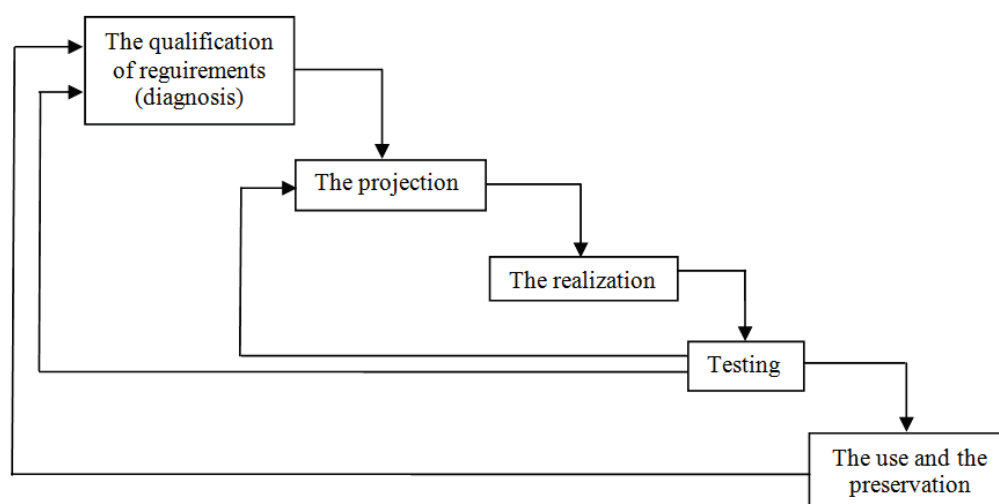 The qualification
of reguirements
(diagnosis)
The projection
The realization
Testing
The use and the
preservation